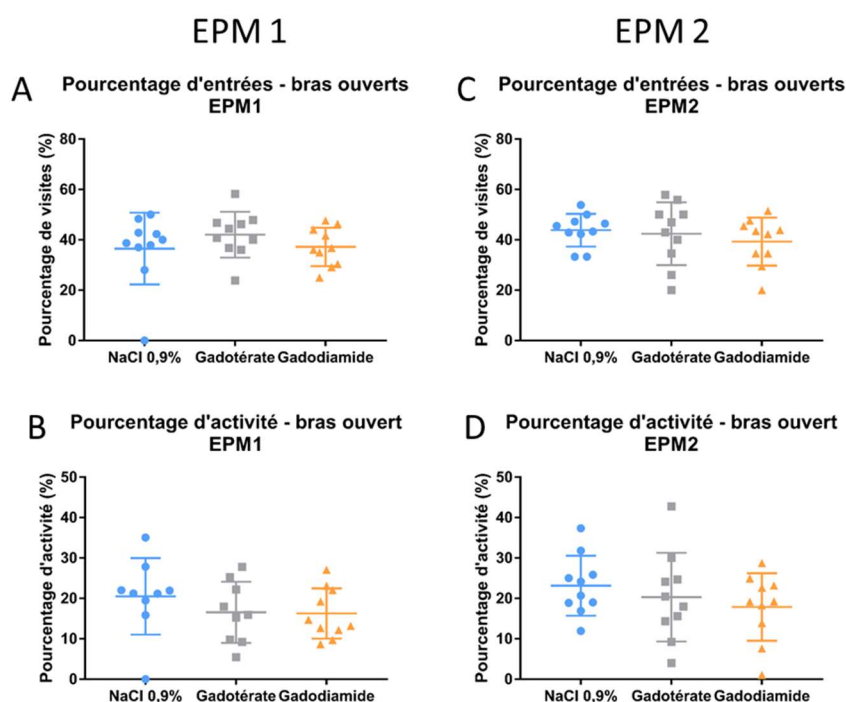 EPM 1
EPM 2
A
Pourcentage d'entrées - bras ouverts
EPM1
Pourcentage de visites (%)
80
60
40
20
0
NaCl 0,9%
Gadotérate
Gadodiamide
C
Pourcentage d'entrées - bras ouverts
EPM2
Pourcentage de visites (%)
80
60
40
20
0
NaCl 0,9%
Gadotérate
Gadodiamide
B
Pourcentage d'activité - bras ouvert
EPM1
Pourcentage d'activité (%)
50
40
30
20
10
0
NaCl 0,9%
Gadotérate
Gadodiamide
D
Pourcentage d'activité - bras ouvert
EPM2
Pourcentage d'activité (%)
50
40
30
20
10
0
NaCl 0,9%
Gadotérate
Gadodiamide